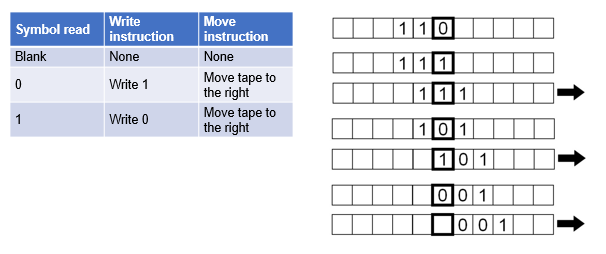 Symbol read Write instruction Move instruction
Blank None None
0 Write 1 Move tape to the right
1 Write 0 Move tape to the right
1 1 0
1 1 1
1 1 1
1 0 1
1 0 1
0 0 1
0 0 1